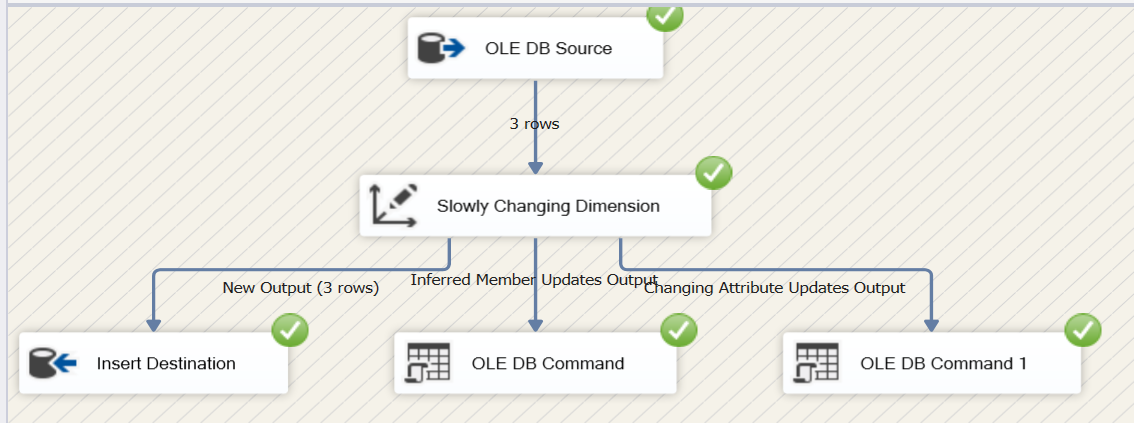 OLE DB Source
3 rows
Slowly Changing Dimension
New Output (3 rows)
Inferred Member Updates Output
Changing Attribute Updates Output
Insert Destination
OLE DB Command
OLE DB Command 1